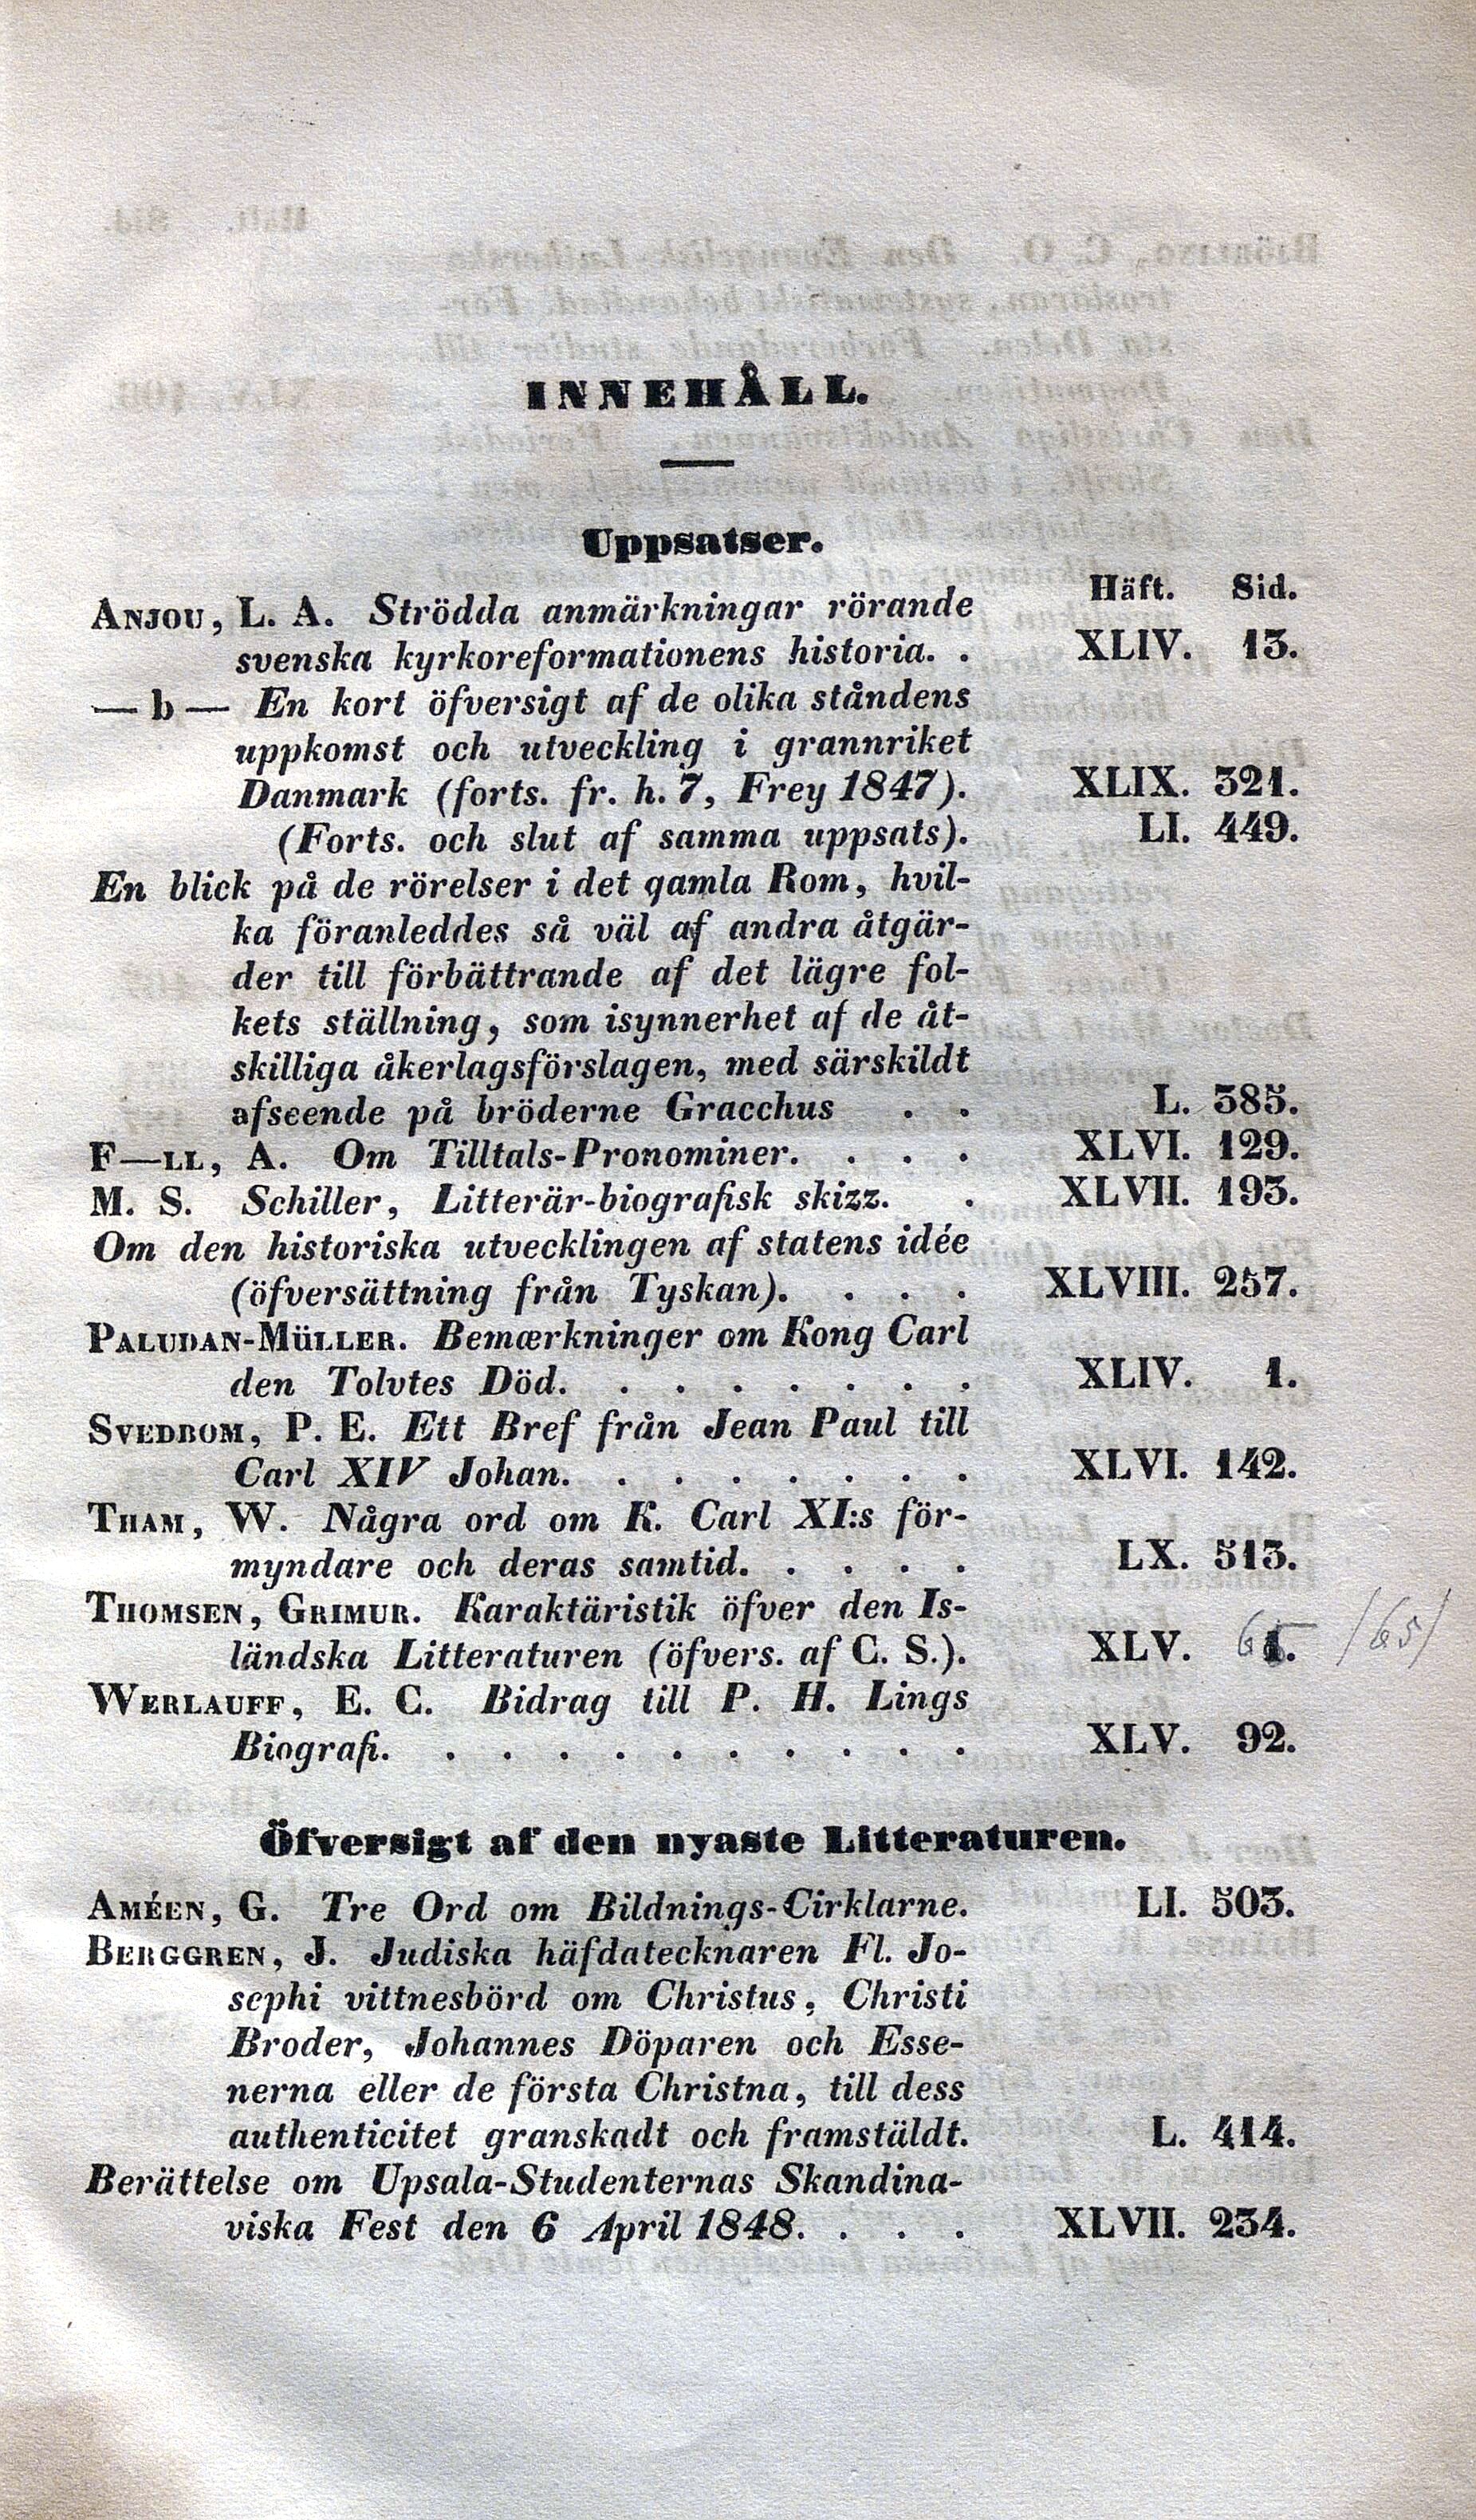 INNEHÅLL.
Uppsatser.
Häft. Sid.
ANJOU, L. A. Strödda anmärkningar rörande
svenska kyrkoreformationens historia. . XLIV. 13.
— b — En kort öfversigt af de olika ståndens
uppkomst och utveckling i grannriket
Danmark (forts. fr. h. 7, Frey 1847). XLIX. 321.
(Forts. och slut af samma uppsats). LI. 449.
En blick på de rörelser i det gamla Rom, hvil-
ka föranleddes så väl af andra åtgär-
der till förbättrande af det lägre fol-
kets ställning, som isynnerhet af de åt-
skilliga åkerlagsförslagen, med särskildt
afseende på bröderne Gracchus . . L. 385.
F—LL, A. Om Tilltals-Pronominer. . . . XLVI. 129.
M. S. Schiller, Litterär-biografisk skizz. . XLVII. 193.
Om den historiska utvecklingen af statens idée
(öfversättning från Tyskan). . . . XLVIII. 257.
PALUDAN-MÜLLER. Bemærkninger om Kong Carl
den Tolvtes Död. . . . . . . . XLIV. 1.
SVEDBOM, P. E. Ett Bref från Jean Paul till
Carl XIV Johan. . . . . . . . XLVI. 142.
THAM, W. Några ord om K. Carl XI:s för-
myndare och deras samtid. . . . . LX. 513.
THOMSEN, GRIMUR. Karaktäristik öfver den Is-
ländska Litteraturen (öfvers. af C. S.). XLV. 65. /65/
WERLAUFF, E. C. Bidrag till P. H. Lings
Biografi. . . . . . . . . . . XLV. 92.
Öfversigt af den nyaste Litteraturen.
AMÉEN, G. Tre Ord om Bildnings-Cirklarne. LI. 503.
BERGGREN, J. Judiska häfdatecknaren Fl. Jo-
sephi vittnesbörd om Christus, Christi
Broder, Johannes Döparen och Esse-
nerna eller de första Christna, till dess
authenticitet granskadt och framstäldt. L. 414.
Berättelse om Upsala-Studenternas Skandina-
viska Fest den 6 April 1848. . . . XLVII. 234.